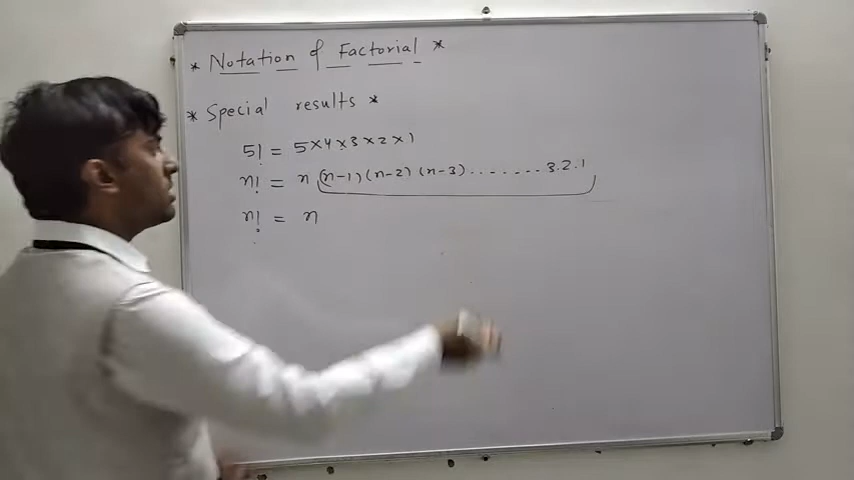 * Notation of Factorial *
* Special results *
5! = 5×4×3×2×1
n! = n (n-1) (n-2) (n-3) ....... 3.2.1
n! = n